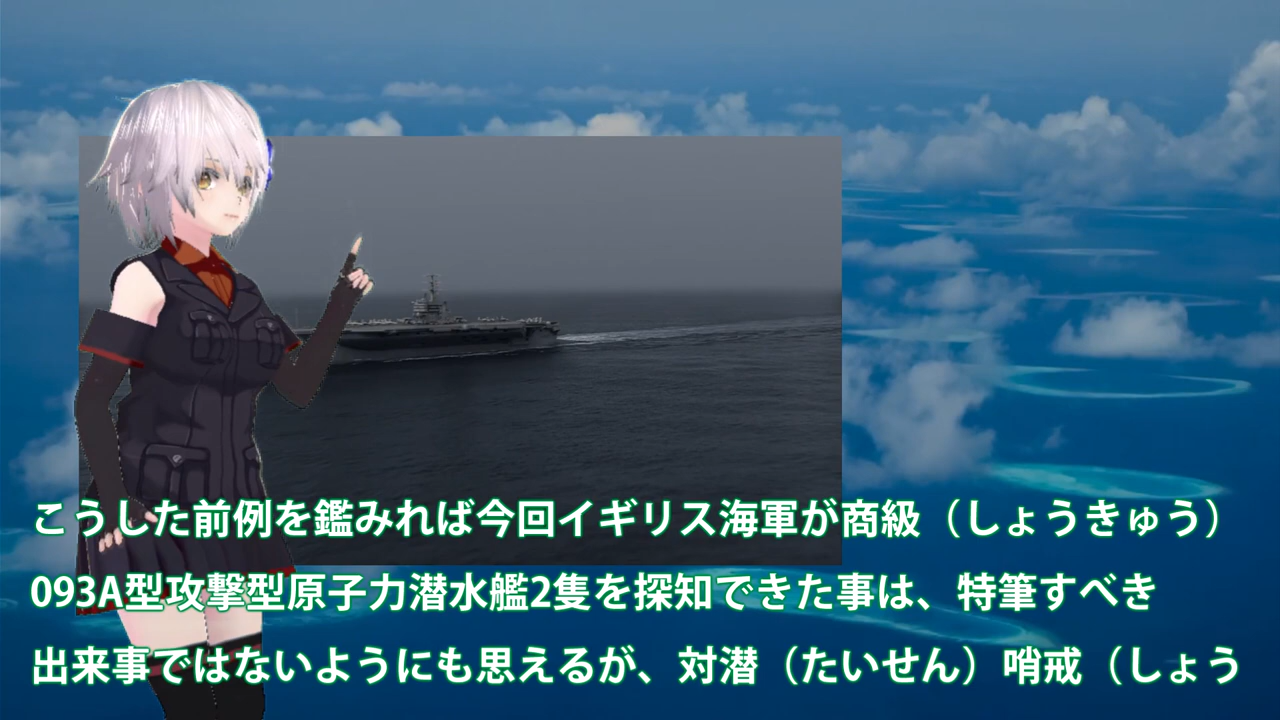 こうした前例を鑑みれば今回イギリス海軍が商級（しょうきゅう）
093A型攻撃型原子力潜水艦2隻を探知できた事は、特筆すべき
出来事ではないようにも思えるが、対潜（たいせん）哨戒（しょう